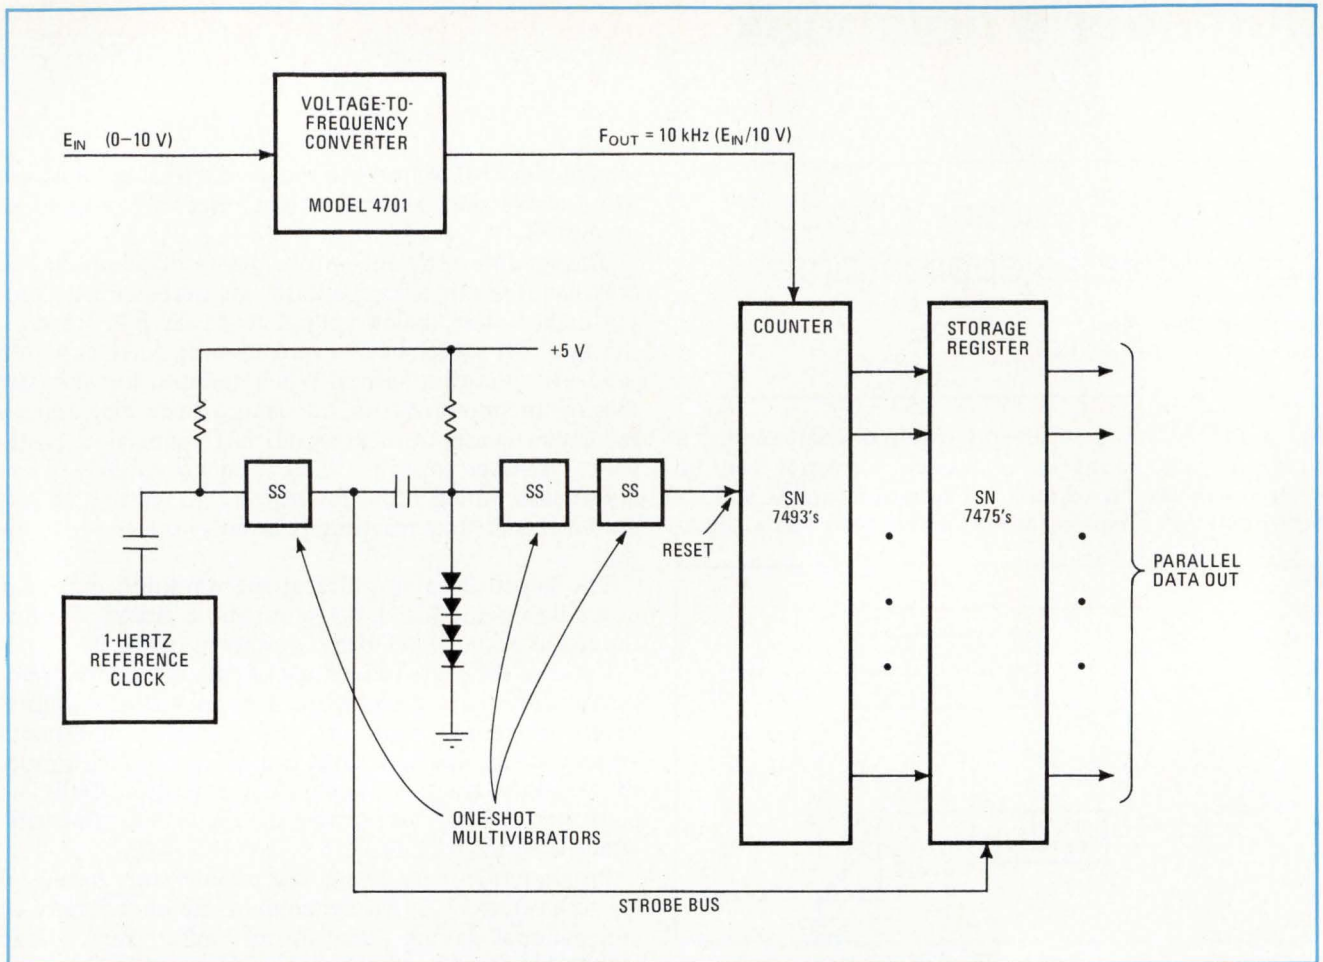 VOLTAGE-TO-
FREQUENCY
CONVERTER
MODEL 4701
E_IN (0–10 V)
F_OUT = 10 kHz (E_IN/10 V)
COUNTER
SN
7493's
STORAGE
REGISTER
SN
7475's
+5 V
SS
SS
SS
RESET
PARALLEL
DATA OUT
1-HERTZ
REFERENCE
CLOCK
ONE-SHOT
MULTIVIBRATORS
STROBE BUS